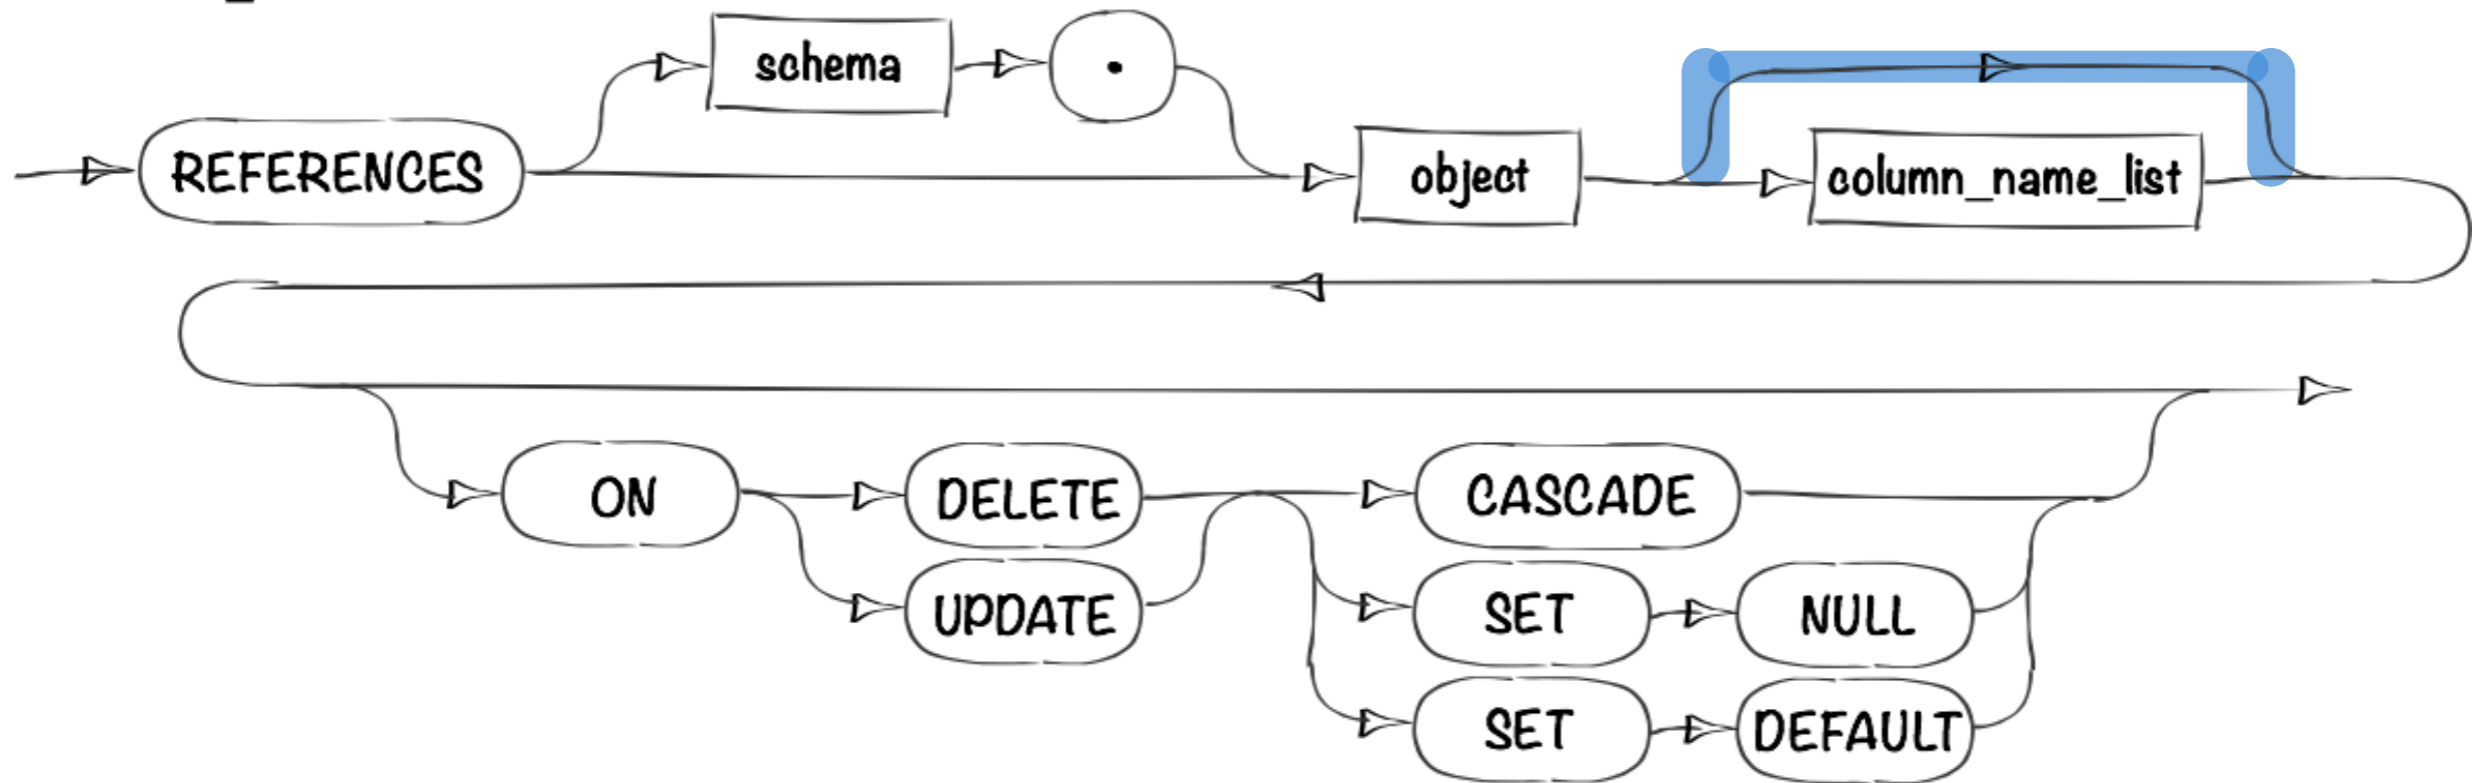 schema .
REFERENCES object column_name_list
ON DELETE CASCADE
UPDATE SET NULL
SET DEFAULT